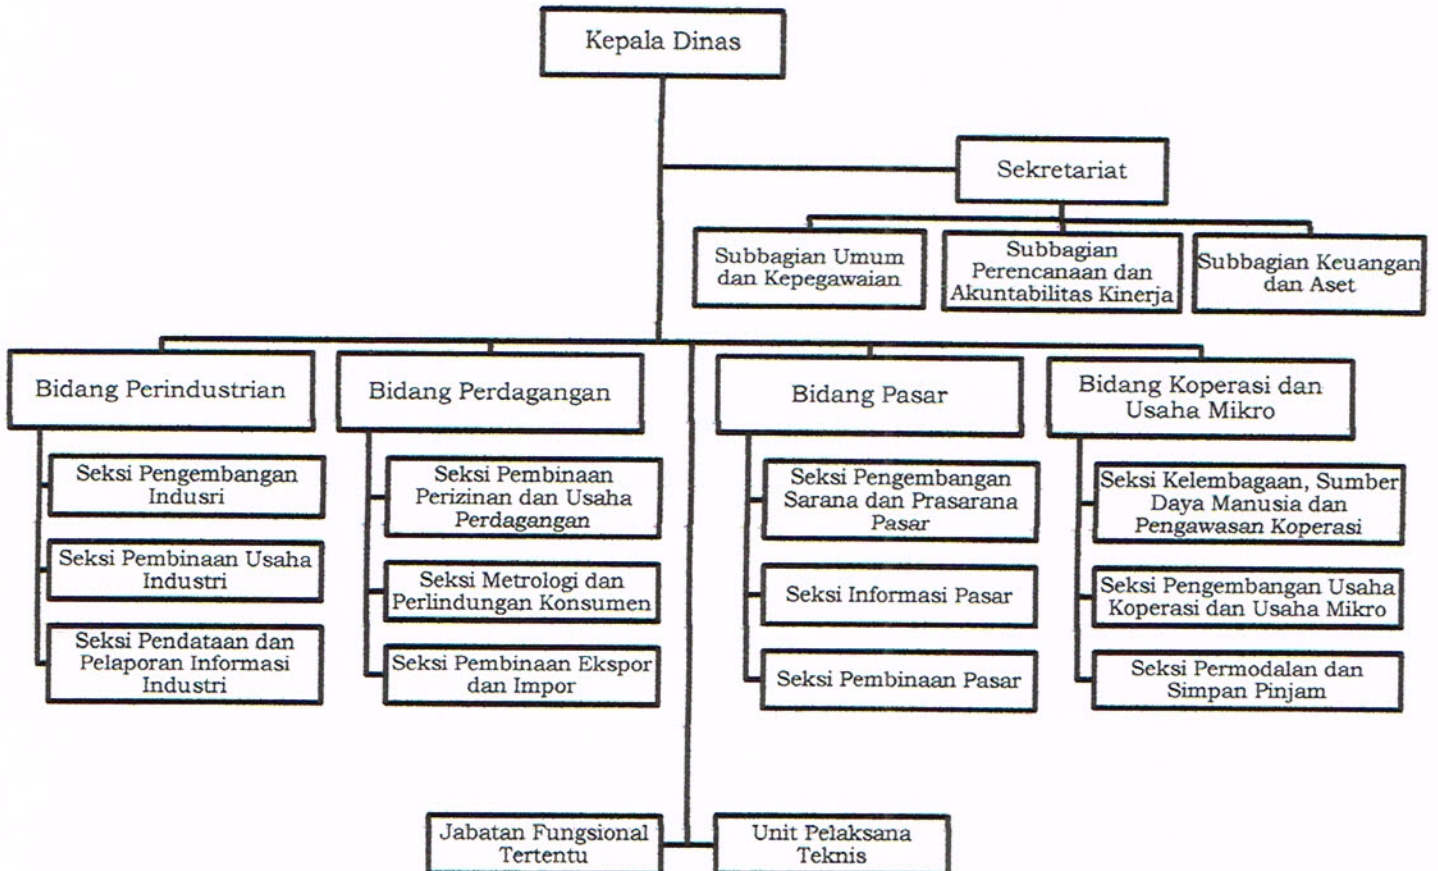 Kepala Dinas
Sekretariat
Subbagian Umum
dan Kepegawaian
Subbagian
Perencanaan dan
Akuntabilitas Kinerja
Subbagian Keuangan
dan Aset
Bidang Perindustrian
Bidang Perdagangan
Bidang Pasar
Bidang Koperasi dan
Usaha Mikro
Seksi Pengembangan
Indusri
Seksi Pembinaan Usaha
Industri
Seksi Pendataan dan
Pelaporan Informasi
Industri
Seksi Pembinaan
Perizinan dan Usaha
Perdagangan
Seksi Metrologi dan
Perlindungan Konsumen
Seksi Pembinaan Ekspor
dan Impor
Seksi Pengembangan
Sarana dan Prasarana
Pasar
Seksi Informasi Pasar
Seksi Pembinaan Pasar
Seksi Kelembagaan, Sumber
Daya Manusia dan
Pengawasan Koperasi
Seksi Pengembangan Usaha
Koperasi dan Usaha Mikro
Seksi Permodalan dan
Simpan Pinjam
Jabatan Fungsional
Tertentu
Unit Pelaksana
Teknis